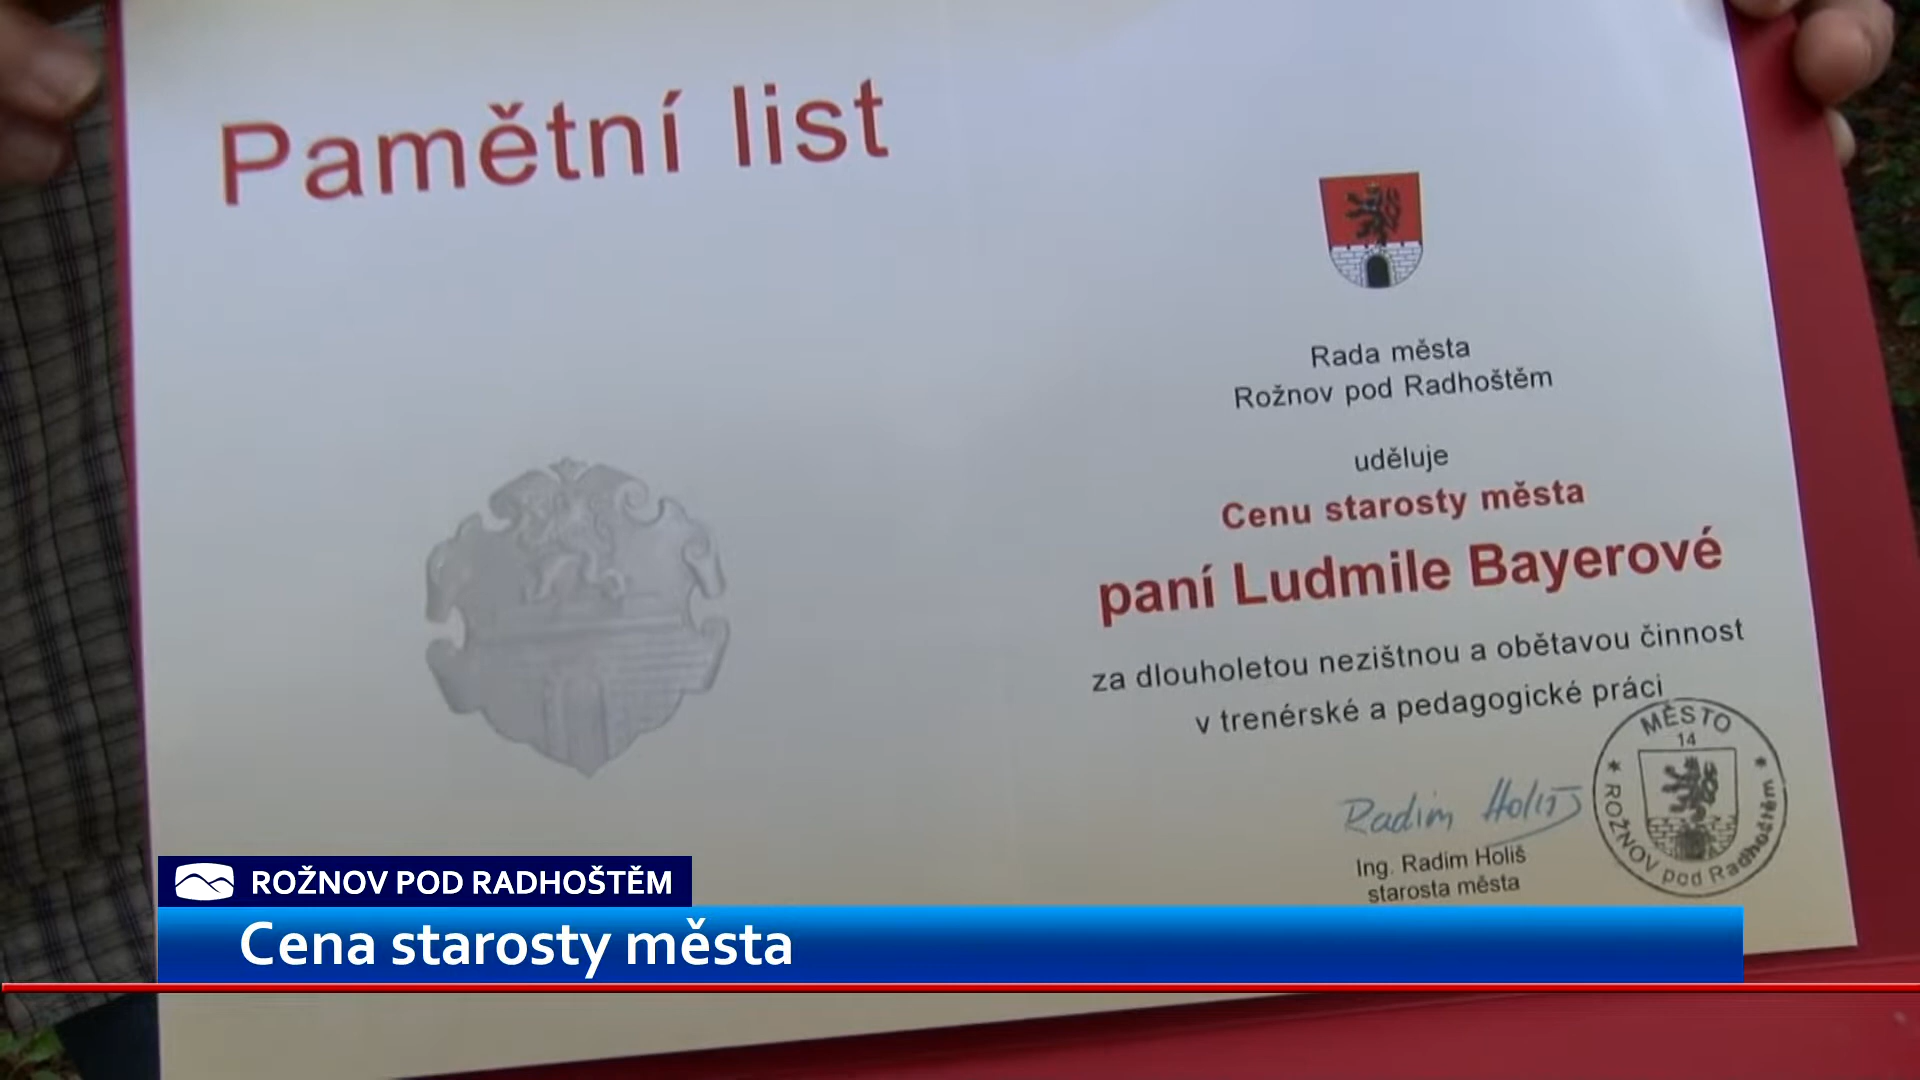 Pamětní list
Rada města
Rožnov pod Radhoštěm
uděluje
Cenu starosty města
paní Ludmile Bayerové
za dlouholetou nezištnou a obětavou činnost
v trenérské a pedagogické práci
MĚSTO
14
* ROŽNOV pod Radhoštěm *
Radim Holiš
Ing. Radim Holiš
starosta města
ROŽNOV POD RADHOŠTĚM
Cena starosty města